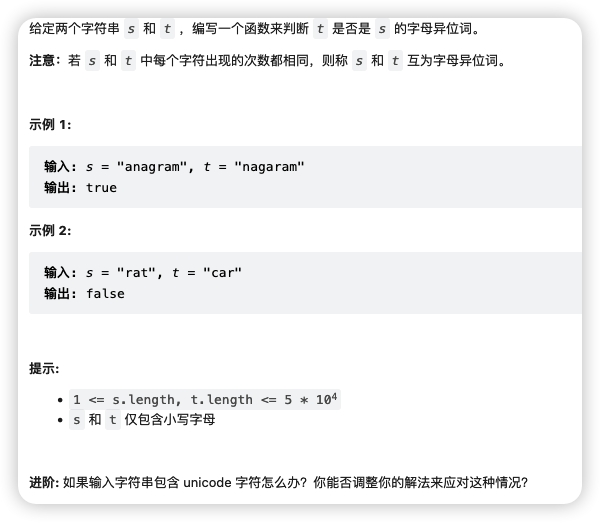 给定两个字符串 s 和 t ，编写一个函数来判断 t 是否是 s 的字母异位词。
注意：若 s 和 t 中每个字符出现的次数都相同，则称 s 和 t 互为字母异位词。
示例 1:
输入: s = "anagram", t = "nagaram"
输出: true
示例 2:
输入: s = "rat", t = "car"
输出: false
提示:
• 1 <= s.length, t.length <= 5 * 10⁴
• s 和 t 仅包含小写字母
进阶: 如果输入字符串包含 unicode 字符怎么办？你能否调整你的解法来应对这种情况？